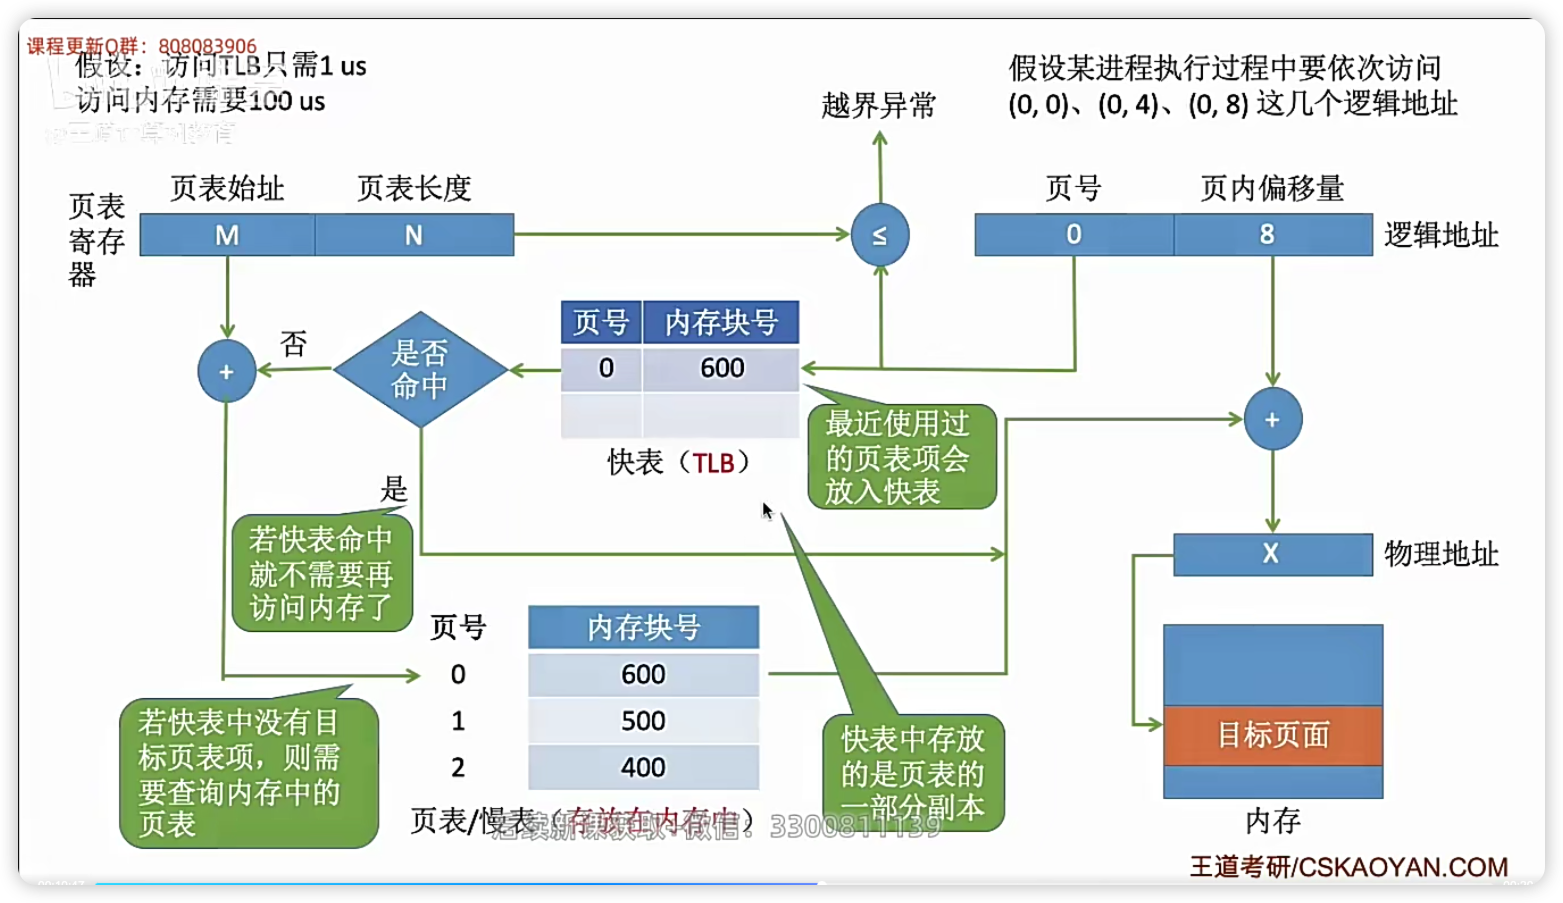 课程更新Q群：808083906
假设：访问TLB只需1 us
访问内存需要100 us
假设某进程执行过程中要依次访问
(0, 0)、(0, 4)、(0, 8) 这几个逻辑地址
越界异常
页表始址
页表长度
页号
页内偏移量
页表
寄存
器
M
N
≤
0
8
逻辑地址
页号
内存块号
0
600
快表（TLB）
是否
命中
否
+
是
最近使用过
的页表项会
放入快表
+
若快表命中
就不需要再
访问内存了
X
物理地址
页号
内存块号
0
600
1
500
2
400
页表/慢表（存放在内存中）
若快表中没有目
标页表项，则需
要查询内存中的
页表
快表中存放
的是页表的
一部分副本
目标页面
内存
微信：3300811139
王道考研/CSKAOYAN.COM